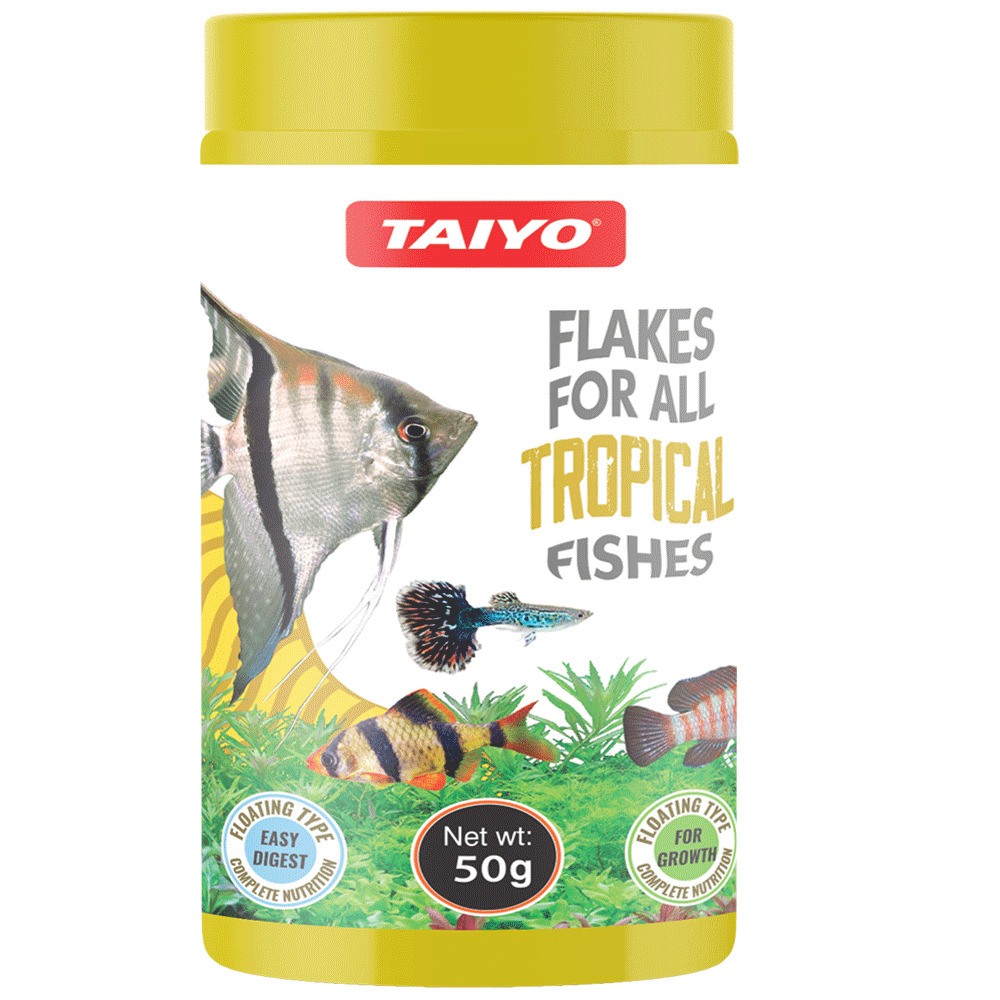 TAIYO®
FLAKES
FOR ALL
TROPICAL
FISHES
FLOATING TYPE
EASY
DIGEST
COMPLETE NUTRITION
Net wt:
50g
FLOATING TYPE
FOR
GROWTH
COMPLETE NUTRITION